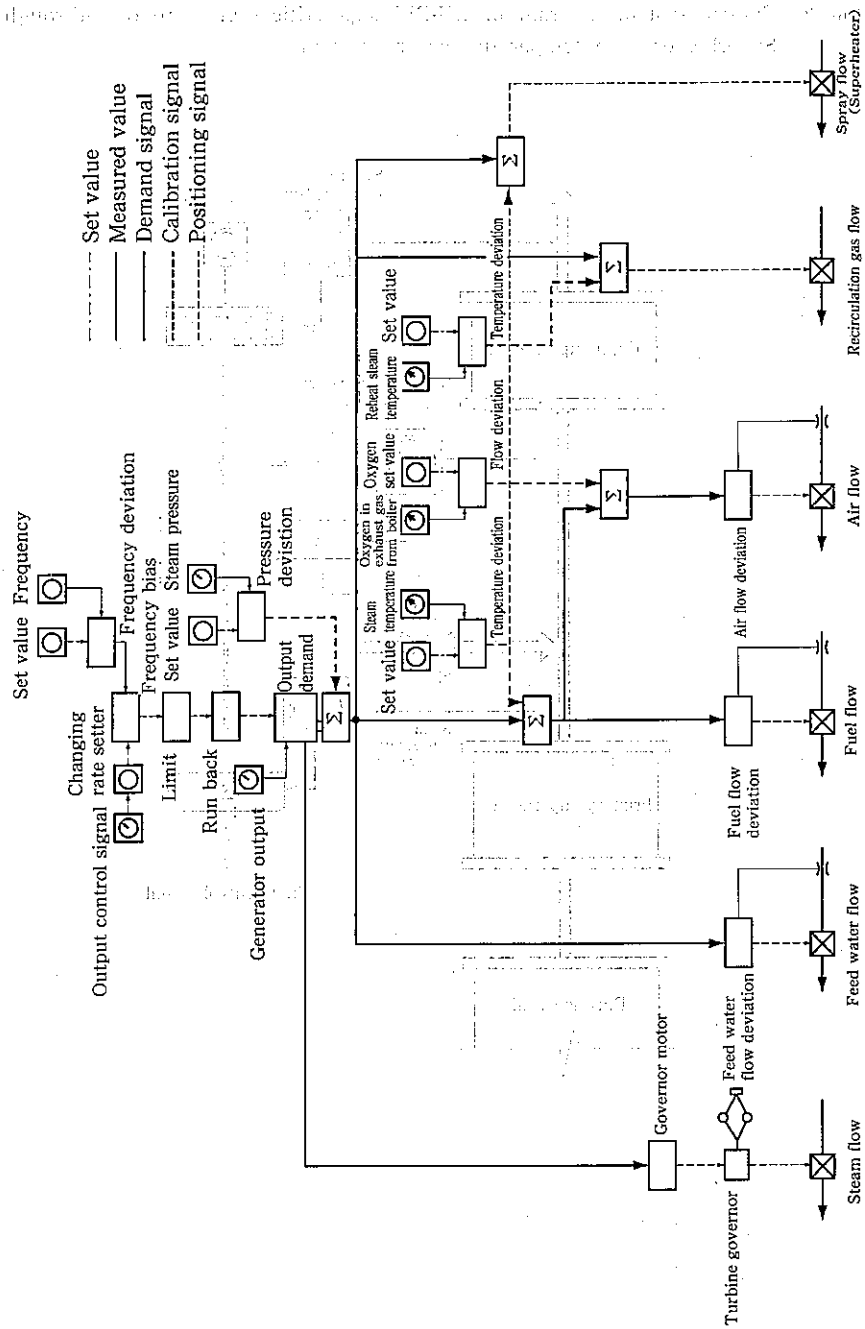 Set value
Measured value
Demand signal
Calibration signal
Positioning signal
Set value
Frequency
Frequency deviation
Output control signal
Changing
rate setter
Frequency bias
Limit
Set value
Steam pressure
Run back
Pressure
devistion
Generator output
Output
demand
Σ
Set value
Steam
temperature
Temperature deviation
Oxygen in
exhaust gas
from boiler
Oxygen
set value
Flow deviation
Reheat steam
temperature
Set value
Temperature deviation
Σ
Σ
Σ
Σ
Governor motor
Turbine governor
Feed water
flow deviation
Fuel flow
deviation
Air flow deviation
Steam flow
Feed water flow
Fuel flow
Air flow
Recirculation gas flow
Spray flow
(Superheater)